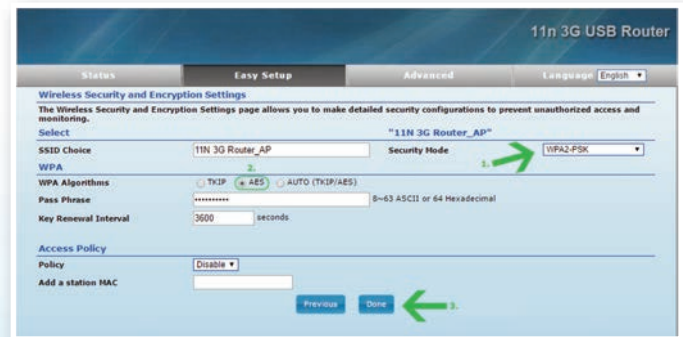 11n 3G USB Router
Status Easy Setup Advanced Language English
Wireless Security and Encryption Settings
The Wireless Security and Encryption Settings page allows you to make detailed security configurations to prevent unauthorized access and
monitoring.
Select "11N 3G Router_AP"
SSID Choice 11N 3G Router_AP Security Mode WPA2-PSK
1.
WPA 2.
WPA Algorithms TKIP AES AUTO (TKIP/AES)
Pass Phrase •••••••••• 8~63 ASCII or 64 Hexadecimal
Key Renewal Interval 3600 seconds
Access Policy
Policy Disable
Add a station MAC
Previous Done 3.